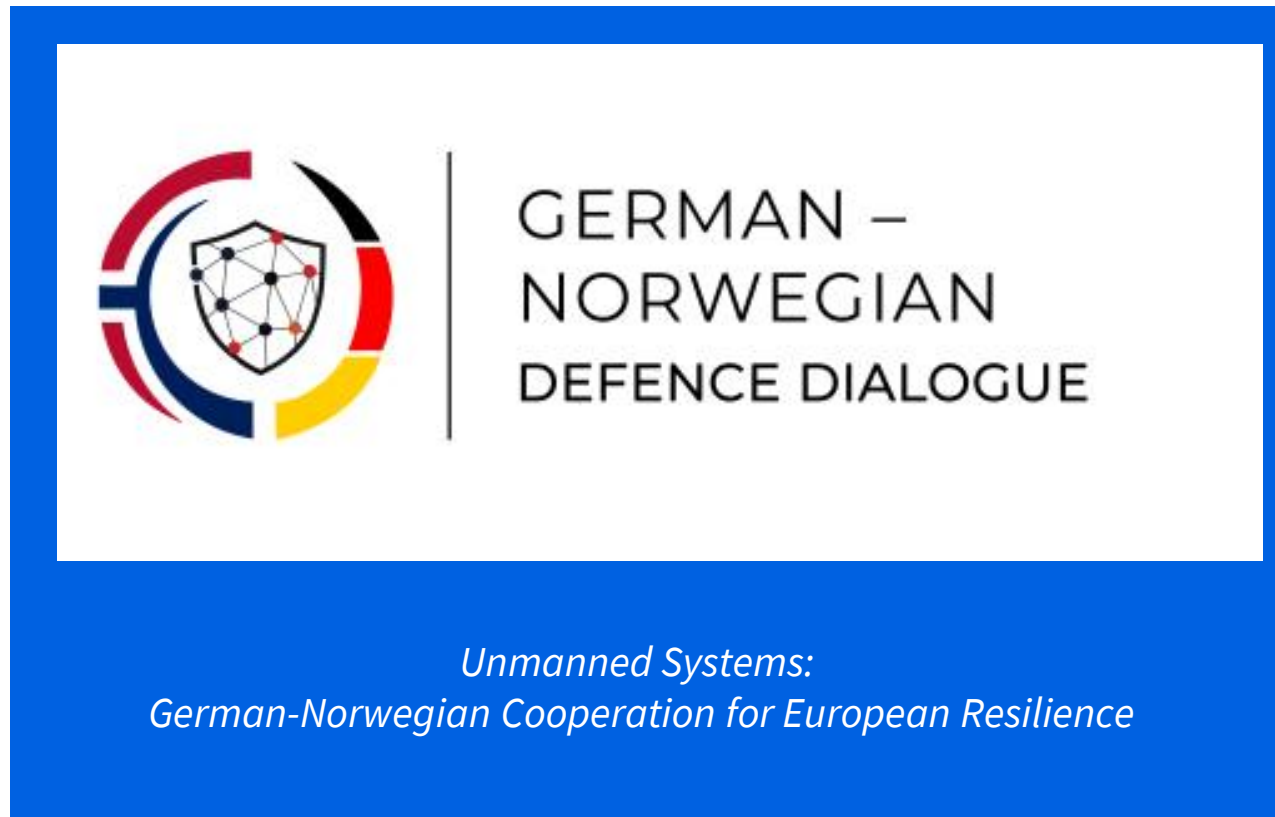 GERMAN –
NORWEGIAN
DEFENCE DIALOGUE
Unmanned Systems:
German-Norwegian Cooperation for European Resilience